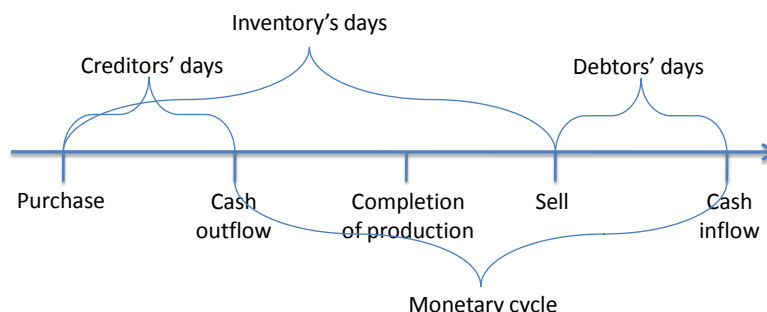 Inventory's days
Creditors' days
Debtors' days
Purchase
Cash
outflow
Completion
of production
Sell
Cash
inflow
Monetary cycle